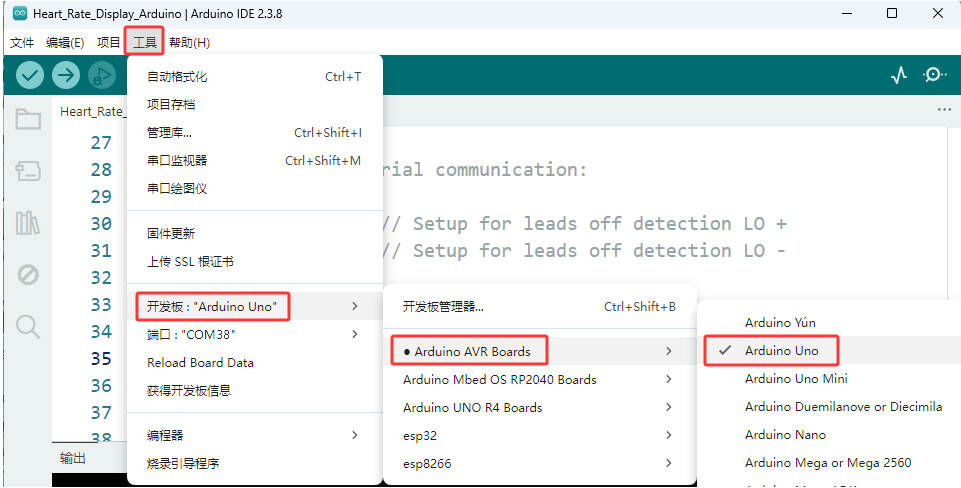 Heart_Rate_Display_Arduino | Arduino IDE 2.3.8
文件 编辑(E) 项目 工具 帮助(H)
Heart_Rate_
27
28 rial communication:
29
30 // Setup for leads off detection LO +
31 // Setup for leads off detection LO -
32
33
34
35
36
37
38
输出
自动格式化 Ctrl+T
项目存档
管理库... Ctrl+Shift+I
串口监视器 Ctrl+Shift+M
串口绘图仪
固件更新
上传 SSL 根证书
开发板 : "Arduino Uno"
端口 : "COM38"
Reload Board Data
获得开发板信息
编程器
烧录引导程序
开发板管理器... Ctrl+Shift+B
● Arduino AVR Boards
Arduino Mbed OS RP2040 Boards
Arduino UNO R4 Boards
esp32
esp8266
Arduino Yún
✓ Arduino Uno
Arduino Uno Mini
Arduino Duemilanove or Diecimila
Arduino Nano
Arduino Mega or Mega 2560